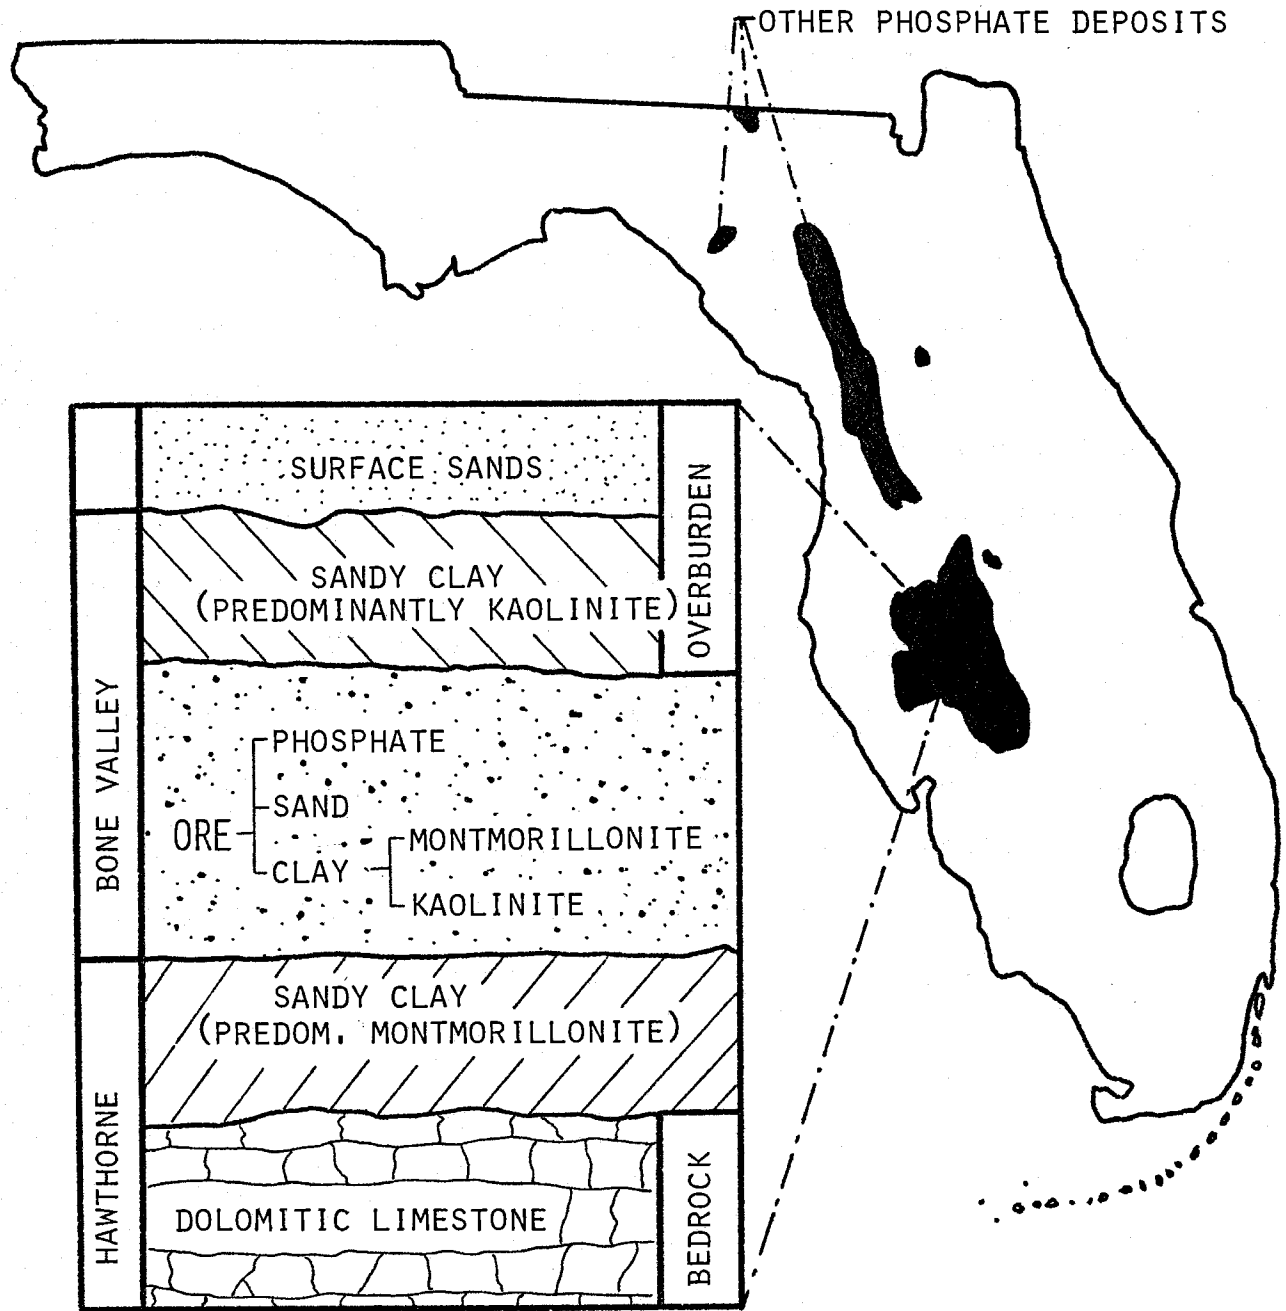 OTHER PHOSPHATE DEPOSITS
SURFACE SANDS
SANDY CLAY
(PREDOMINANTLY KAOLINITE)
OVERBURDEN
BONE VALLEY
PHOSPHATE
SAND
ORE
MONTMORILLONITE
CLAY
KAOLINITE
SANDY CLAY
(PREDOM. MONTMORILLONITE)
HAWTHORNE
DOLOMITIC LIMESTONE
BEDROCK